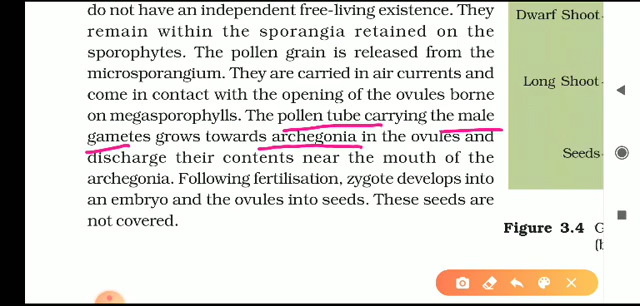 do not have an independent free-living existence. They
remain within the sporangia retained on the
sporophytes. The pollen grain is released from the
microsporangium. They are carried in air currents and
come in contact with the opening of the ovules borne
on megasporophylls. The pollen tube carrying the male
gametes grows towards archegonia in the ovules and
discharge their contents near the mouth of the
archegonia. Following fertilisation, zygote develops into
an embryo and the ovules into seeds. These seeds are
not covered.
Dwarf Shoot
Long Shoot
Seeds
Figure 3.4